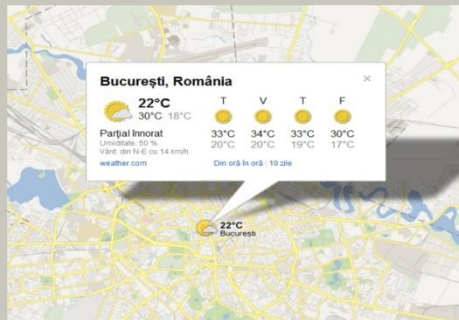 București, România
×
22°C
30°C 18°C
T V T F
33°C 34°C 33°C 30°C
20°C 20°C 19°C 17°C
Parțial înnorat
Umiditate: 50 %
Vânt: din N-E cu 14 km/h
weather.com
Din oră în oră 10 zile
22°C
București